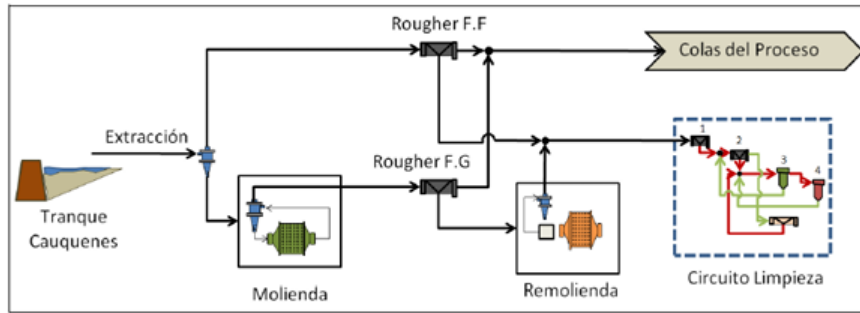 Rougher F.F
Colas del Proceso
Extracción
Rougher F.G
1
2
3
4
Tranque
Cauquenes
Molienda
Remolienda
Circuito Limpieza